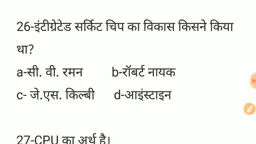 26-इंटीग्रेटेड सर्किट चिप का विकास किसने किया
था?
a-सी. वी. रमन b-रॉबर्ट नायक
c- जे.एस. किल्बी d-आइंस्टाइन
27-CPU का अर्थ है।